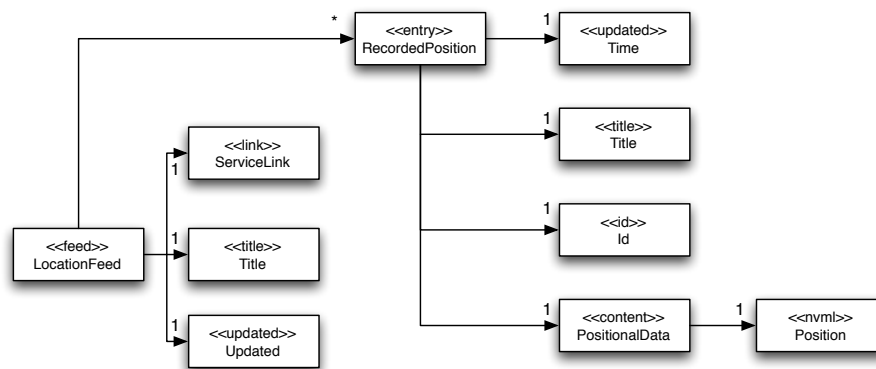 *
<<entry>>
RecordedPosition
1
<<updated>>
Time
1
<<title>>
Title
<<link>>
ServiceLink
1
1
<<id>>
Id
<<feed>>
LocationFeed
1
<<title>>
Title
1
<<content>>
PositionalData
1
<<nvml>>
Position
1
<<updated>>
Updated